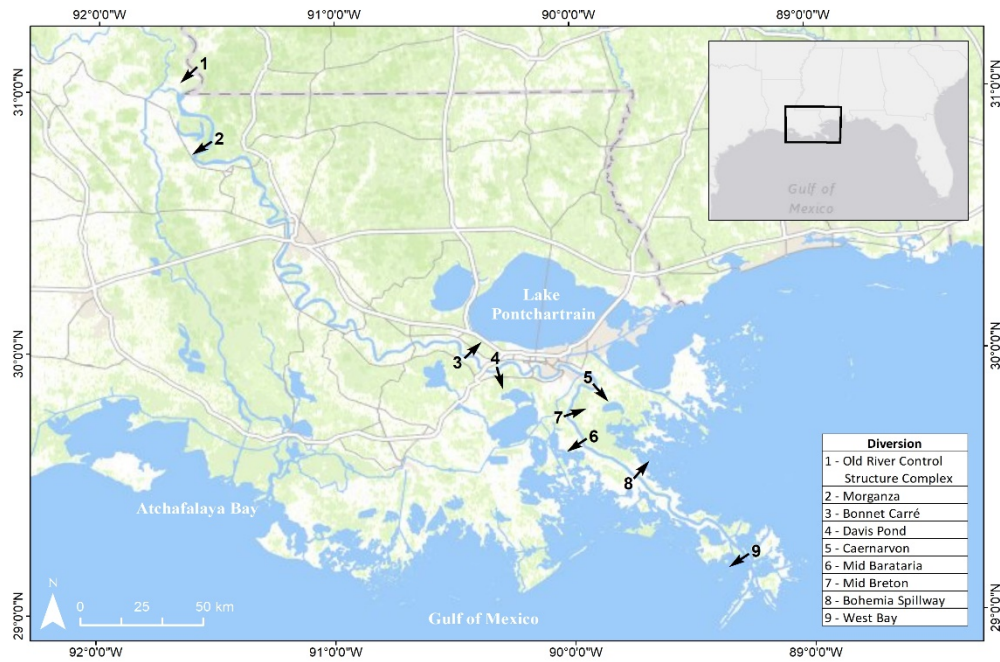 92°0'0"W 91°0'0"W 90°0'0"W 89°0'0"W
31°0'0"N
31°0'0"N
1
2
Gulf of
Mexico
Lake
Pontchartrain
30°0'0"N
30°0'0"N
3
4
5
7
6
8
9
Atchafalaya Bay
Gulf of Mexico
Diversion
1 - Old River Control
Structure Complex
2 - Morganza
3 - Bonnet Carré
4 - Davis Pond
5 - Caernarvon
6 - Mid Barataria
7 - Mid Breton
8 - Bohemia Spillway
9 - West Bay
N
0 25 50 km
29°0'0"N
29°0'0"N
92°0'0"W 91°0'0"W 90°0'0"W 89°0'0"W